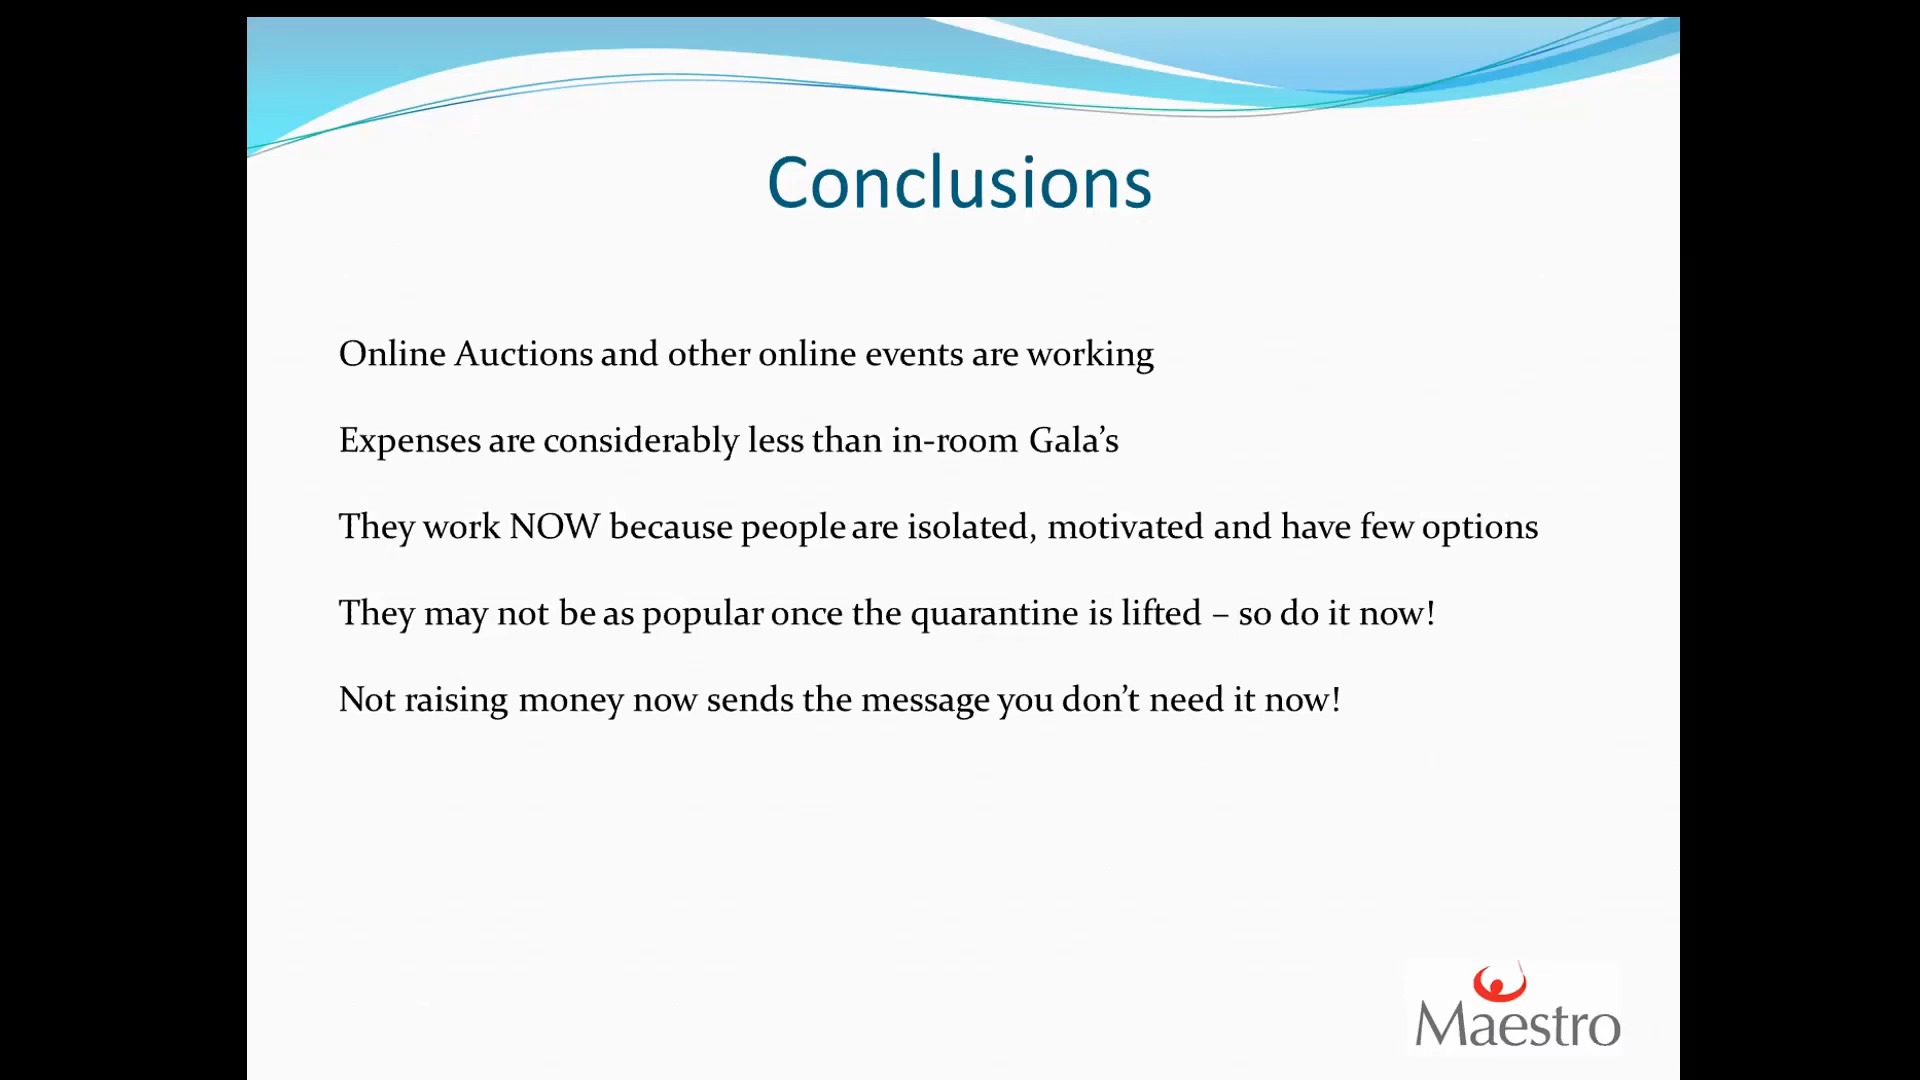 Conclusions
Online Auctions and other online events are working
Expenses are considerably less than in-room Gala’s
They work NOW because people are isolated, motivated and have few options
They may not be as popular once the quarantine is lifted – so do it now!
Not raising money now sends the message you don’t need it now!
Maestro